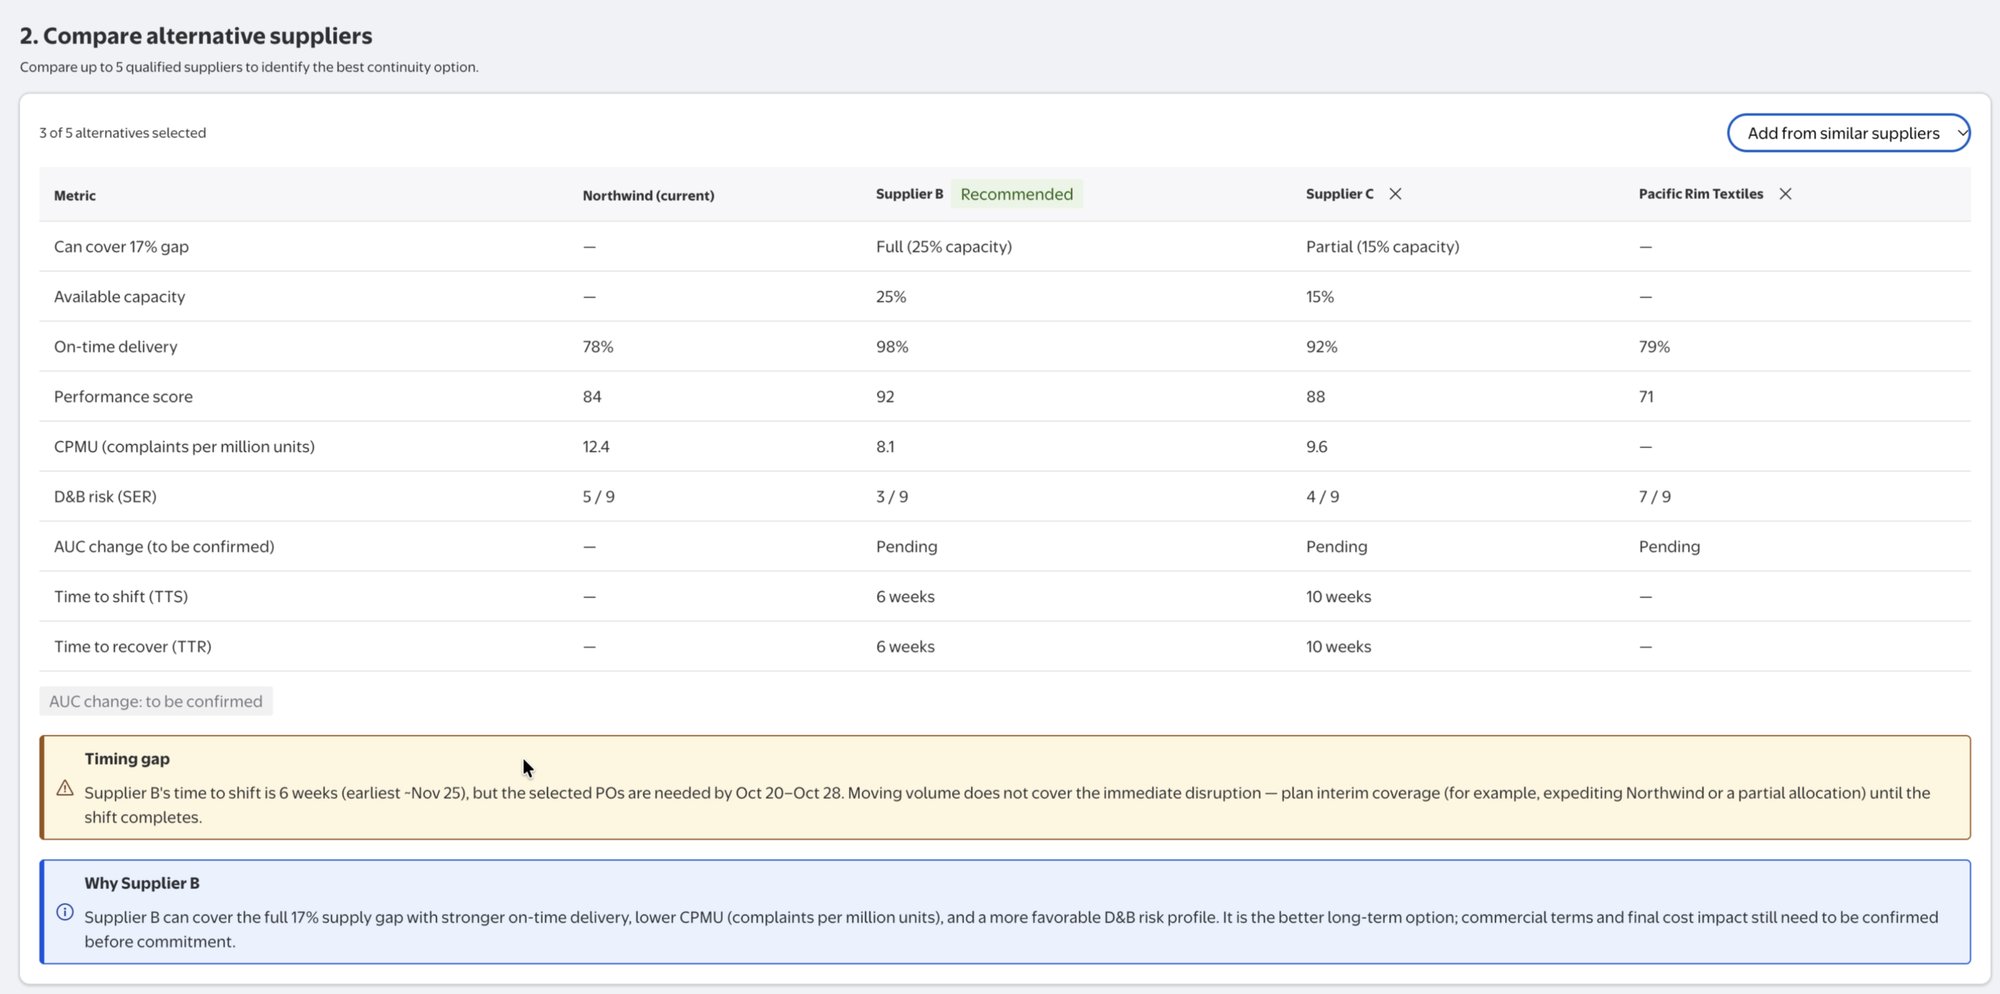 2. Compare alternative suppliers
Compare up to 5 qualified suppliers to identify the best continuity option.
3 of 5 alternatives selected
Add from similar suppliers
Metric Northwind (current) Supplier B Recommended Supplier C Pacific Rim Textiles
Can cover 17% gap — Full (25% capacity) Partial (15% capacity) —
Available capacity — 25% 15% —
On-time delivery 78% 98% 92% 79%
Performance score 84 92 88 71
CPMU (complaints per million units) 12.4 8.1 9.6 —
D&B risk (SER) 5 / 9 3 / 9 4 / 9 7 / 9
AUC change (to be confirmed) — Pending Pending Pending
Time to shift (TTS) — 6 weeks 10 weeks —
Time to recover (TTR) — 6 weeks 10 weeks —
AUC change: to be confirmed
Timing gap
Supplier B's time to shift is 6 weeks (earliest ~Nov 25), but the selected POs are needed by Oct 20–Oct 28. Moving volume does not cover the immediate disruption — plan interim coverage (for example, expediting Northwind or a partial allocation) until the
shift completes.
Why Supplier B
Supplier B can cover the full 17% supply gap with stronger on-time delivery, lower CPMU (complaints per million units), and a more favorable D&B risk profile. It is the better long-term option; commercial terms and final cost impact still need to be confirmed
before commitment.